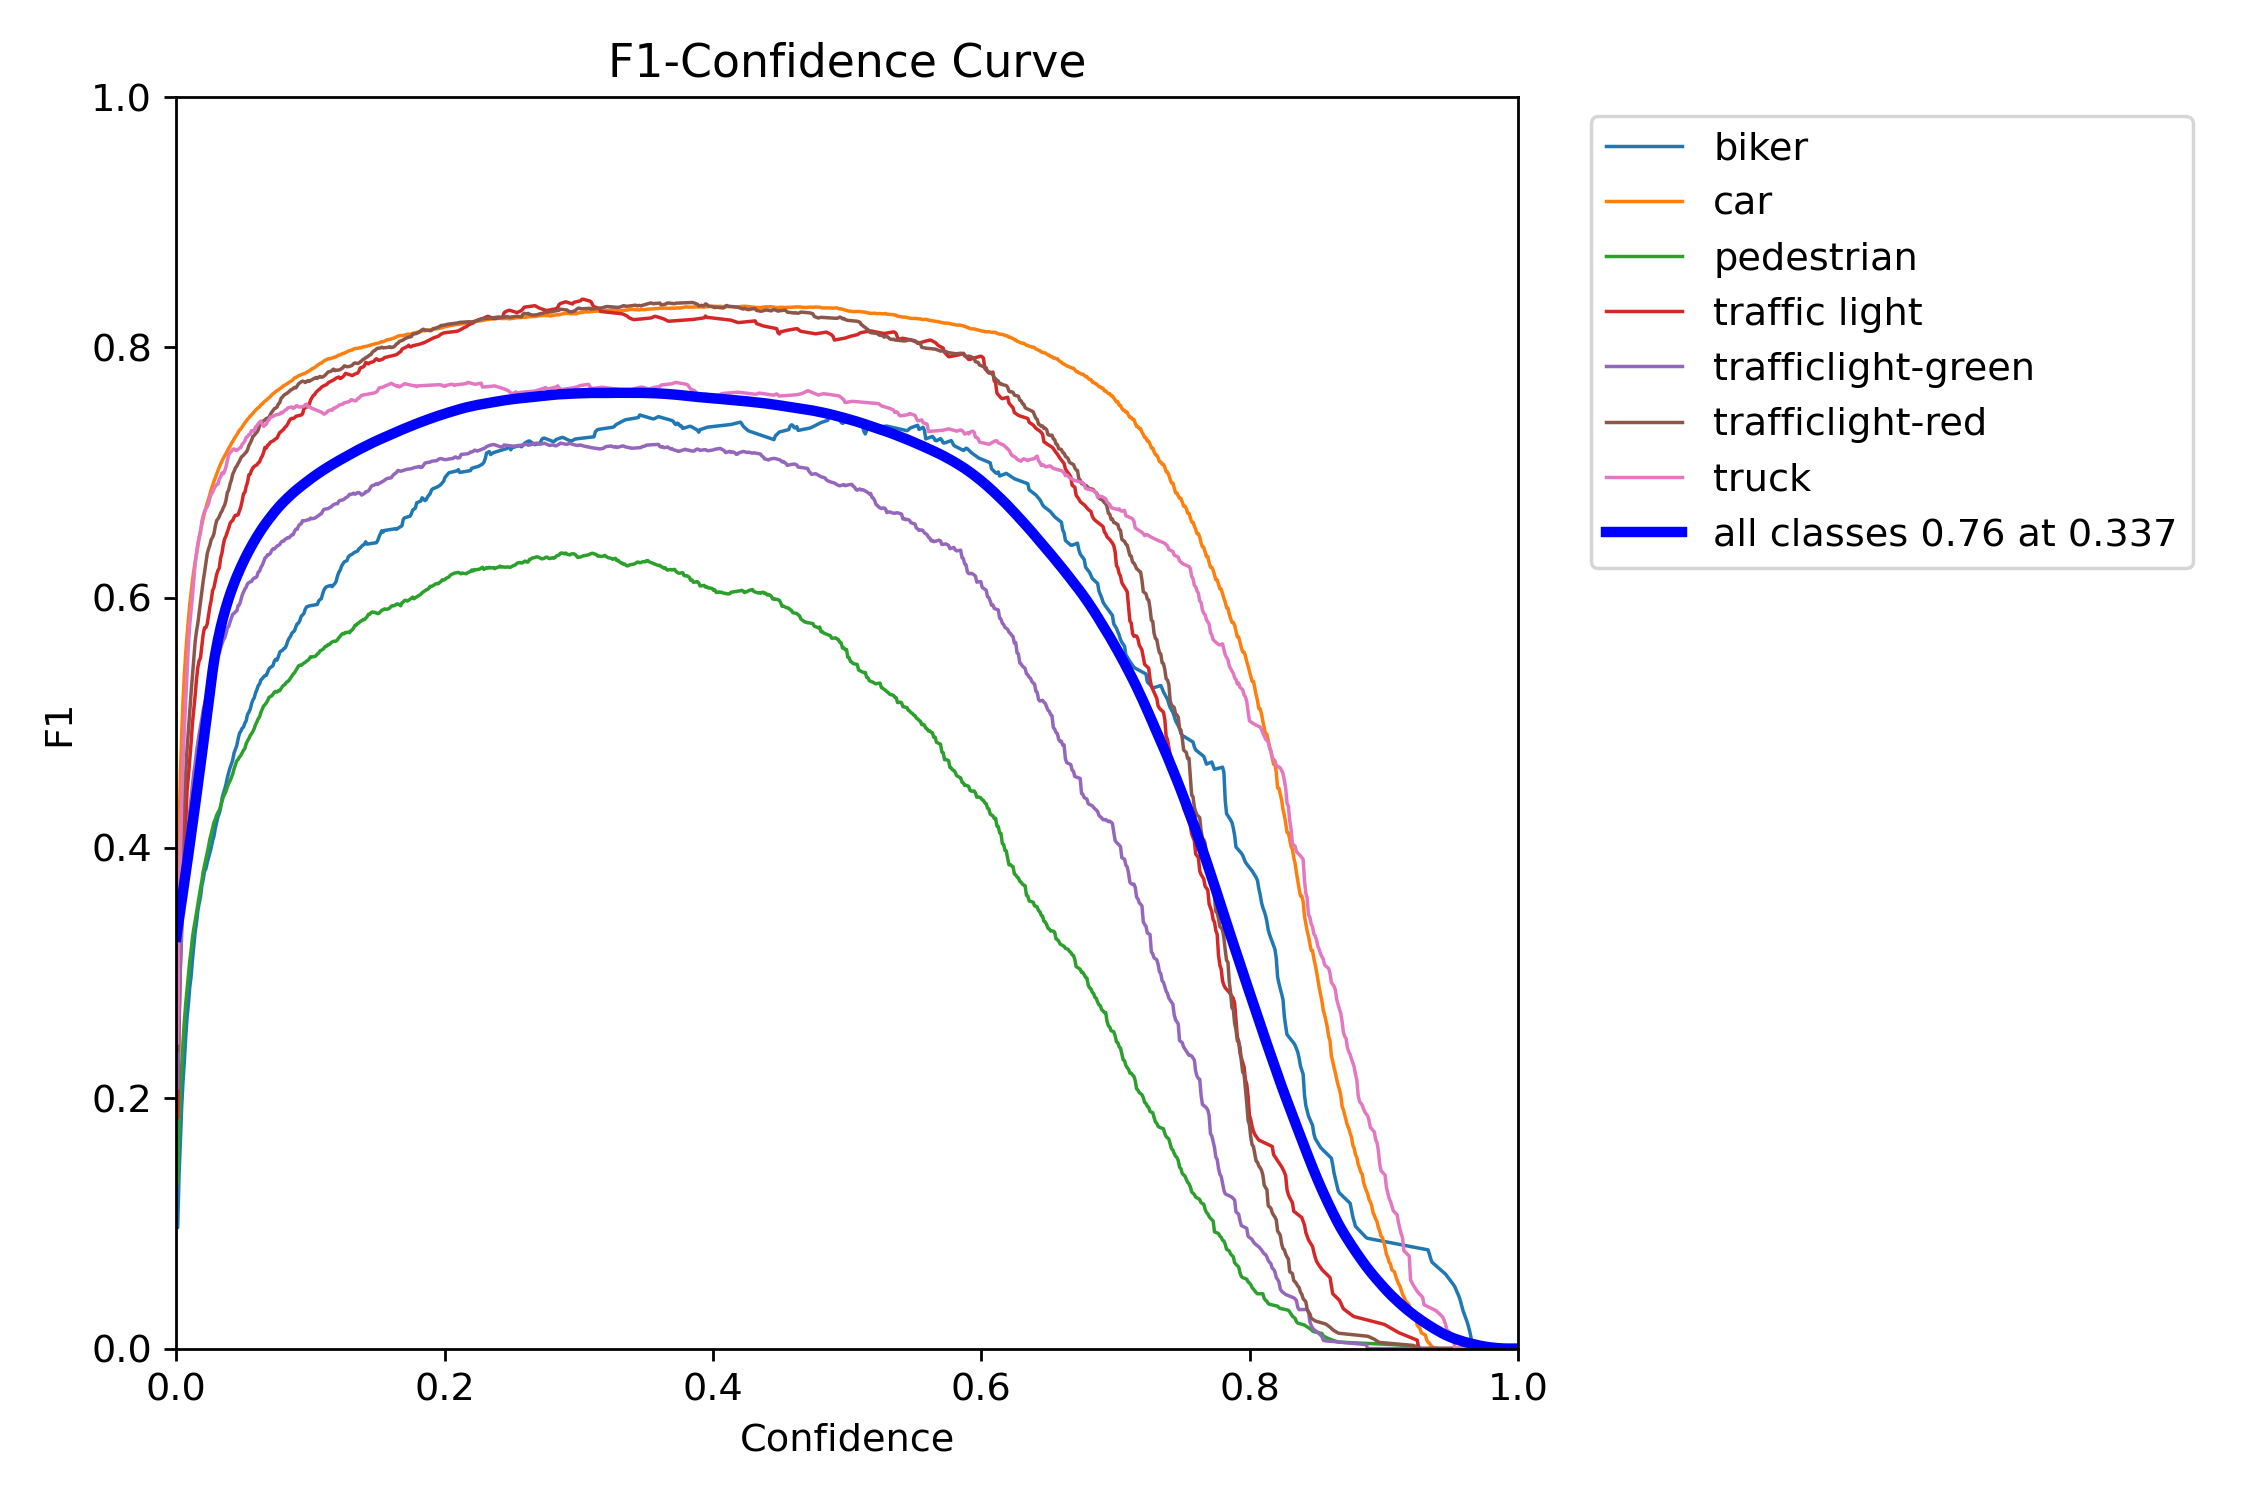 F1-Confidence Curve
1.0
0.8
0.6
0.4
0.2
0.0
F1
0.0 0.2 0.4 0.6 0.8 1.0
Confidence
biker
car
pedestrian
traffic light
trafficlight-green
trafficlight-red
truck
all classes 0.76 at 0.337